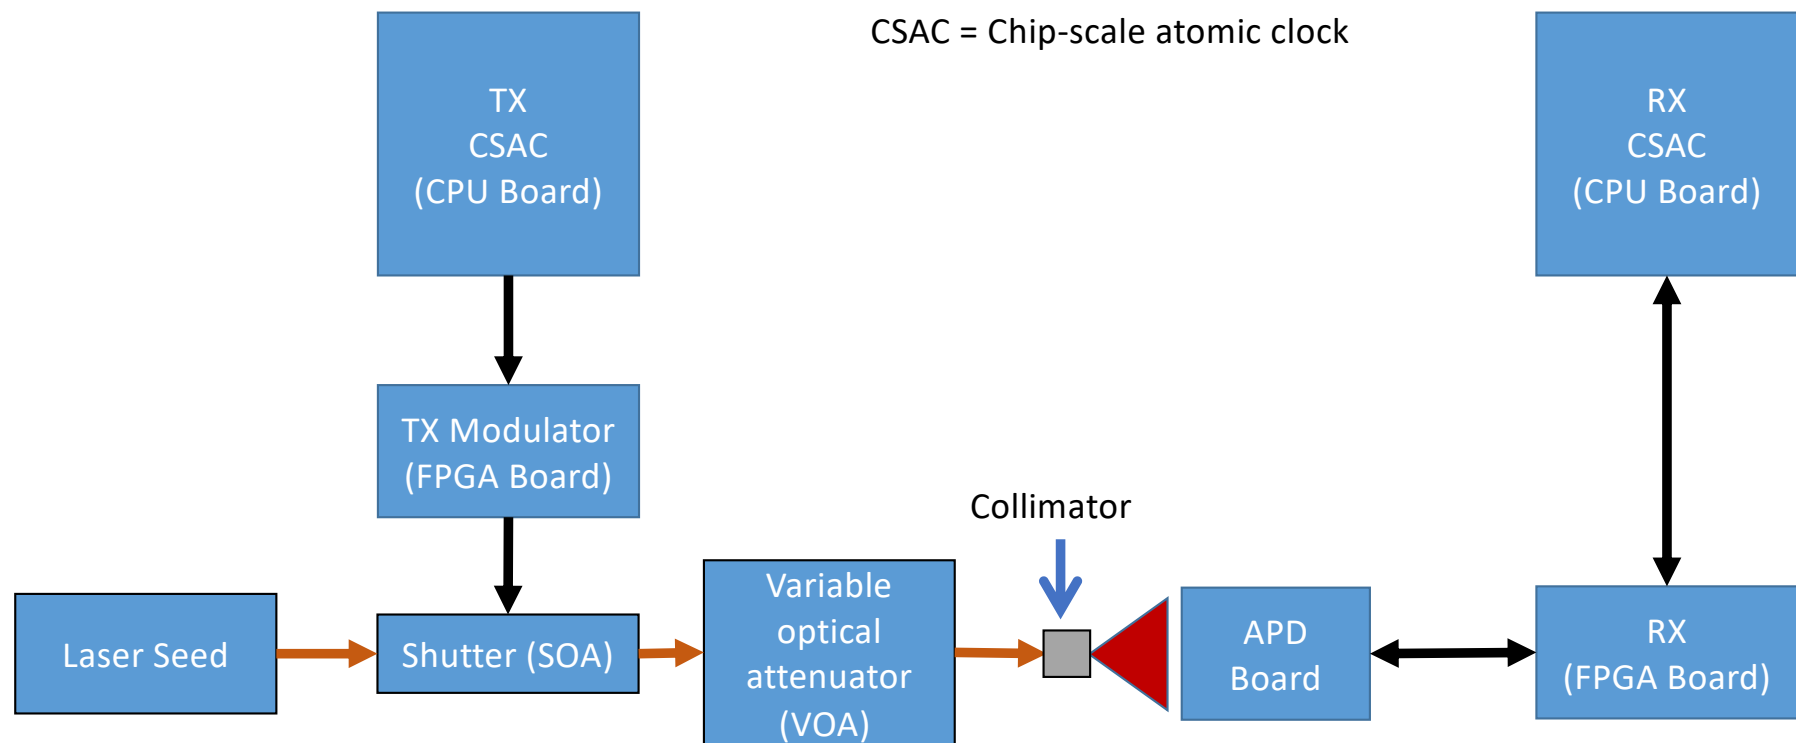 CSAC = Chip-scale atomic clock
TX
CSAC
(CPU Board)
RX
CSAC
(CPU Board)
TX Modulator
(FPGA Board)
Collimator
Laser Seed
Shutter (SOA)
Variable
optical
attenuator
(VOA)
APD
Board
RX
(FPGA Board)